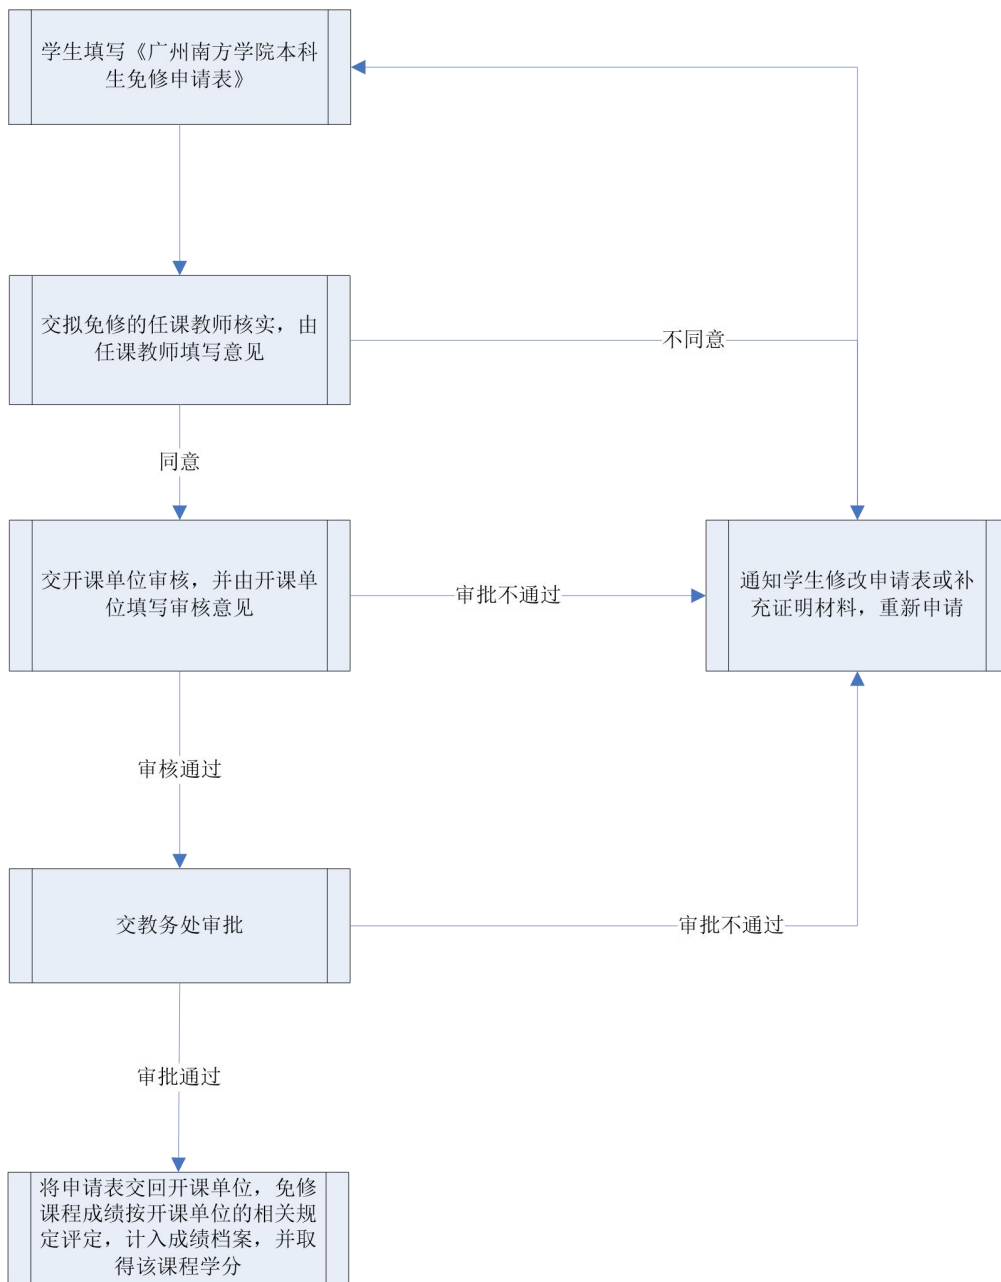 学生填写《广州南方学院本科
生免修申请表》
交拟免修的任课教师核实，由
任课教师填写意见
不同意
同意
交开课单位审核，并由开课单
位填写审核意见
审批不通过
通知学生修改申请表或补
充证明材料，重新申请
审核通过
交教务处审批
审批不通过
审批通过
将申请表交回开课单位，免修
课程成绩按开课单位的相关规
定评定，计入成绩档案，并取
得该课程学分